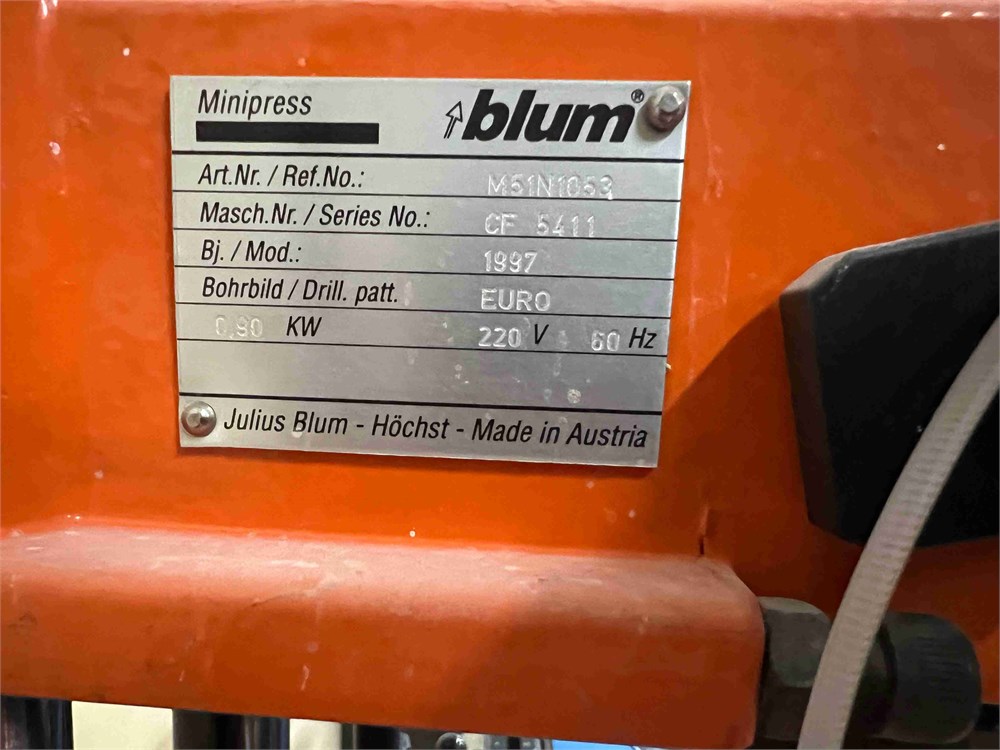 Minipress
blum®
Art.Nr. / Ref.No.: M51N1053
Masch.Nr. / Series No.: CF 5411
Bj. / Mod.: 1997
Bohrbild / Drill. patt. EURO
0,90 KW 220 V 60 Hz
Julius Blum - Höchst - Made in Austria